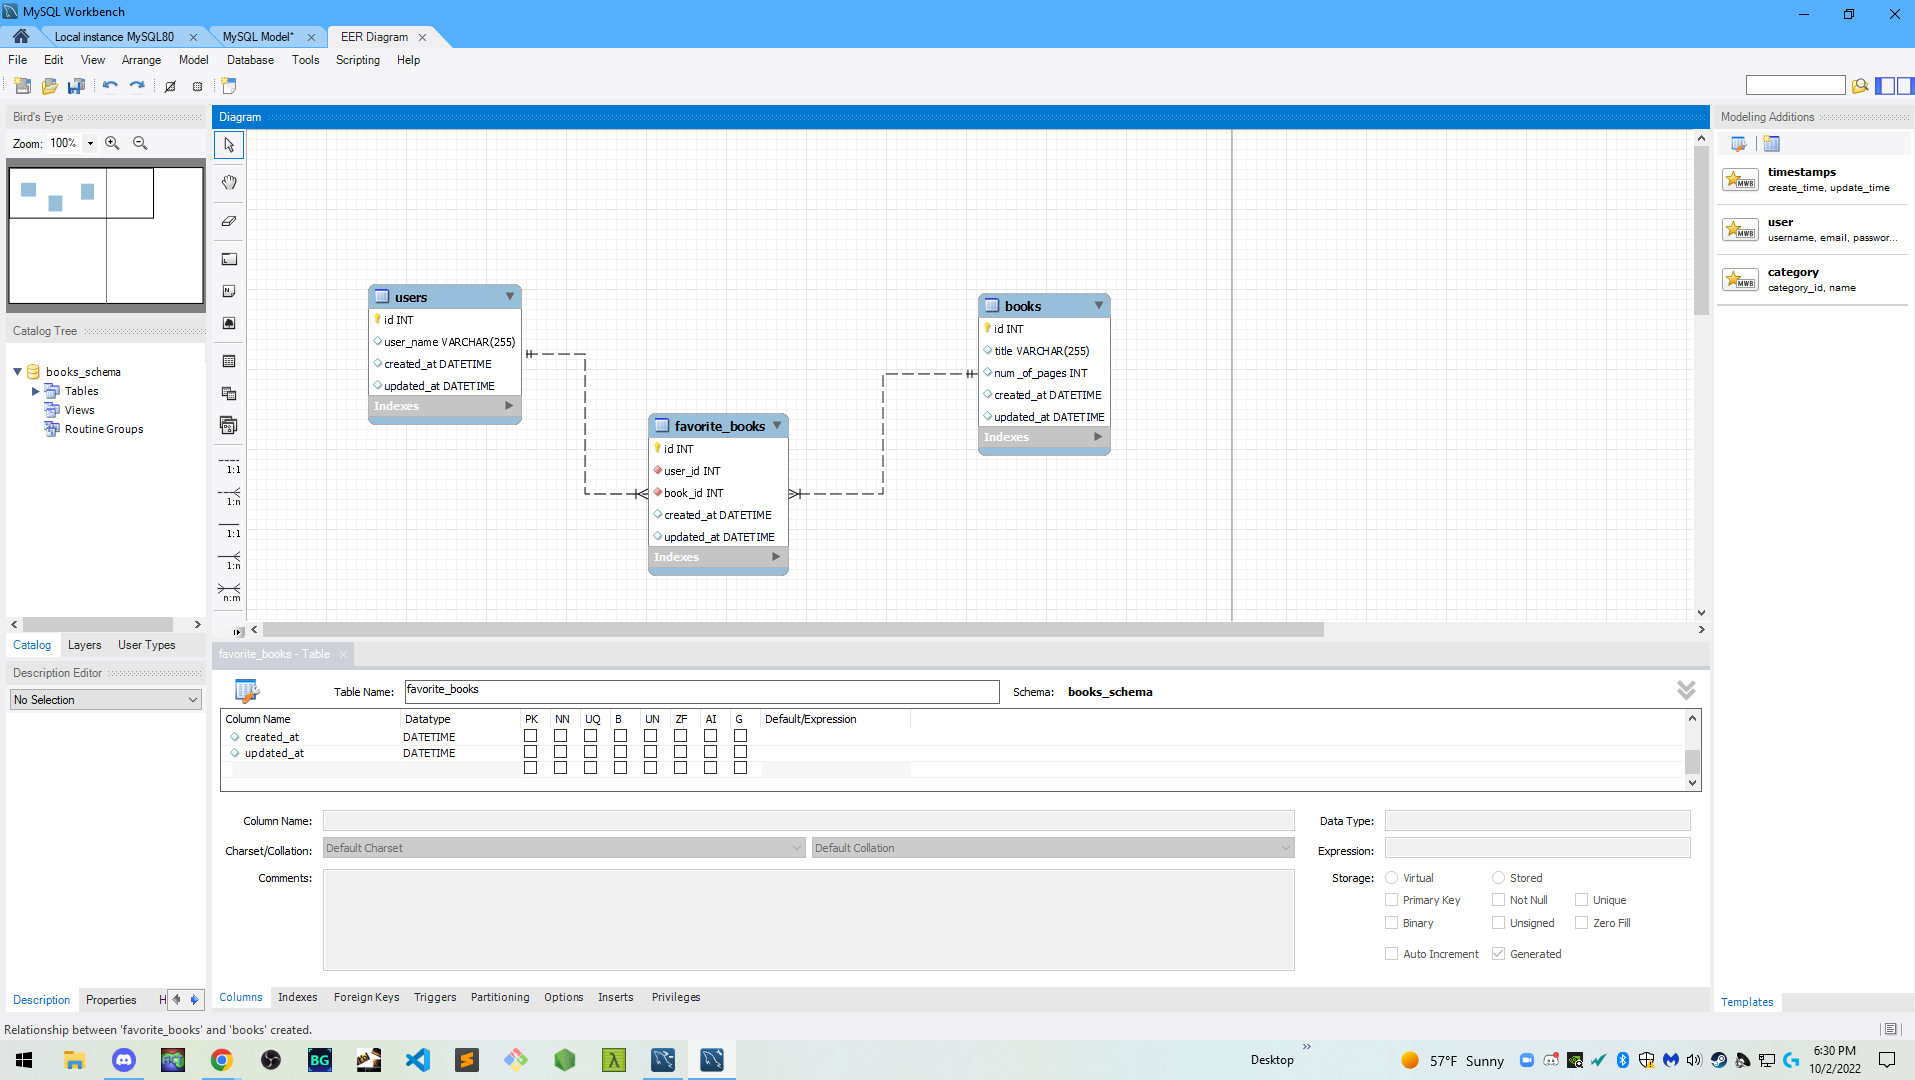 MySQL Workbench
Local instance MySQL80
MySQL Model*
EER Diagram
File Edit View Arrange Model Database Tools Scripting Help
Bird's Eye
Zoom: 100%
Catalog Tree
books_schema
Tables
Views
Routine Groups
Catalog Layers User Types
Description Editor
No Selection
Description Properties H
Diagram
1:1
1:n
1:1
1:n
n:m
users
id INT
user_name VARCHAR(255)
created_at DATETIME
updated_at DATETIME
Indexes
favorite_books
id INT
user_id INT
book_id INT
created_at DATETIME
updated_at DATETIME
Indexes
books
id INT
title VARCHAR(255)
num_of_pages INT
created_at DATETIME
updated_at DATETIME
Indexes
Modeling Additions
timestamps
create_time, update_time
user
username, email, passwor...
category
category_id, name
MWB
MWB
MWB
Templates
favorite_books - Table
Table Name: favorite_books
Schema: books_schema
Column Name Datatype PK NN UQ B UN ZF AI G Default/Expression
created_at DATETIME
updated_at DATETIME
Column Name:
Data Type:
Charset/Collation: Default Charset Default Collation
Expression:
Comments:
Storage: Virtual Stored
Primary Key Not Null Unique
Binary Unsigned Zero Fill
Auto Increment Generated
Columns Indexes Foreign Keys Triggers Partitioning Options Inserts Privileges
Relationship between 'favorite_books' and 'books' created.
BG
Desktop
57°F Sunny
6:30 PM
10/2/2022